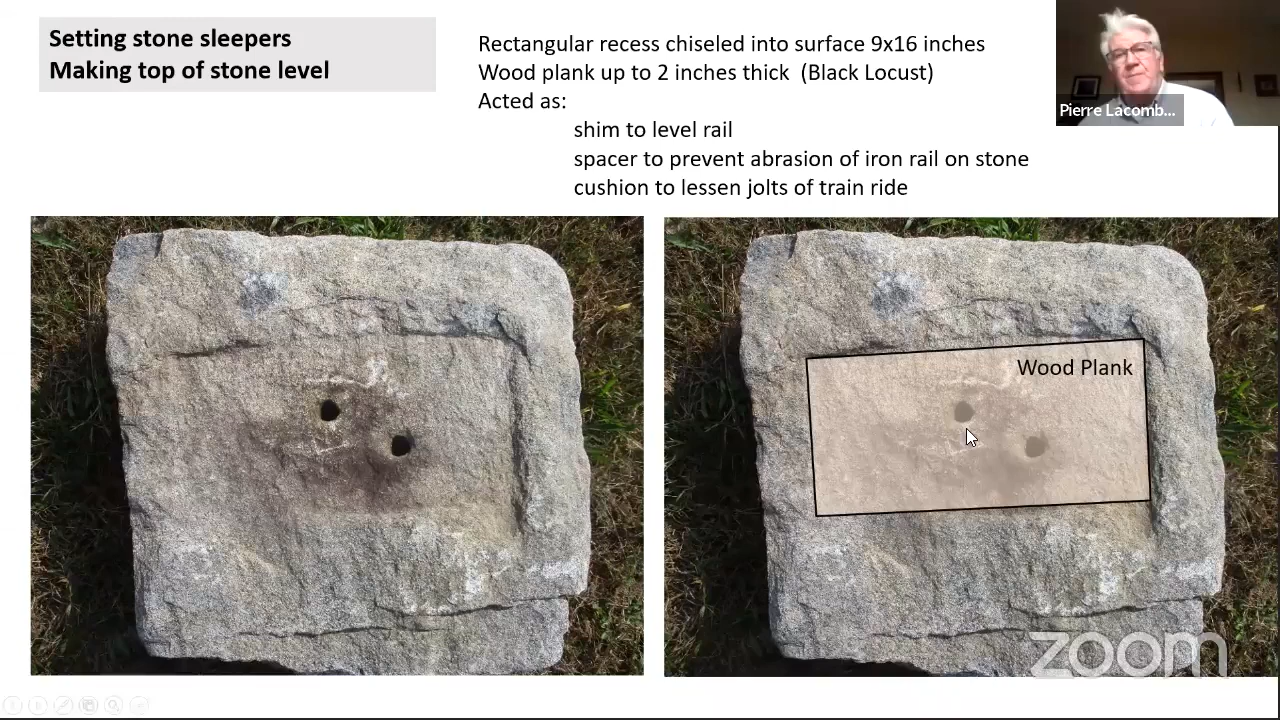 Setting stone sleepers
Making top of stone level
Rectangular recess chiseled into surface 9x16 inches
Wood plank up to 2 inches thick  (Black Locust)
Acted as:
shim to level rail
spacer to prevent abrasion of iron rail on stone
cushion to lessen jolts of train ride
Pierre Lacomb...
Wood Plank
zoom